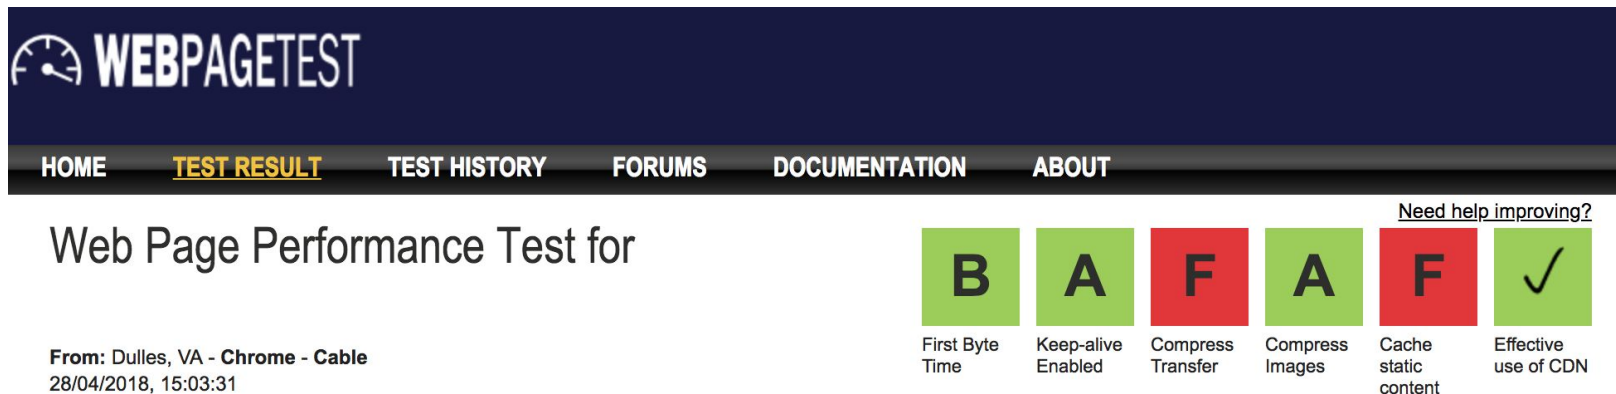 WEBPAGETEST
HOME TEST RESULT TEST HISTORY FORUMS DOCUMENTATION ABOUT
Need help improving?
Web Page Performance Test for
From: Dulles, VA - Chrome - Cable
28/04/2018, 15:03:31
B A F A F ✓
First Byte Time
Keep-alive Enabled
Compress Transfer
Compress Images
Cache static content
Effective use of CDN